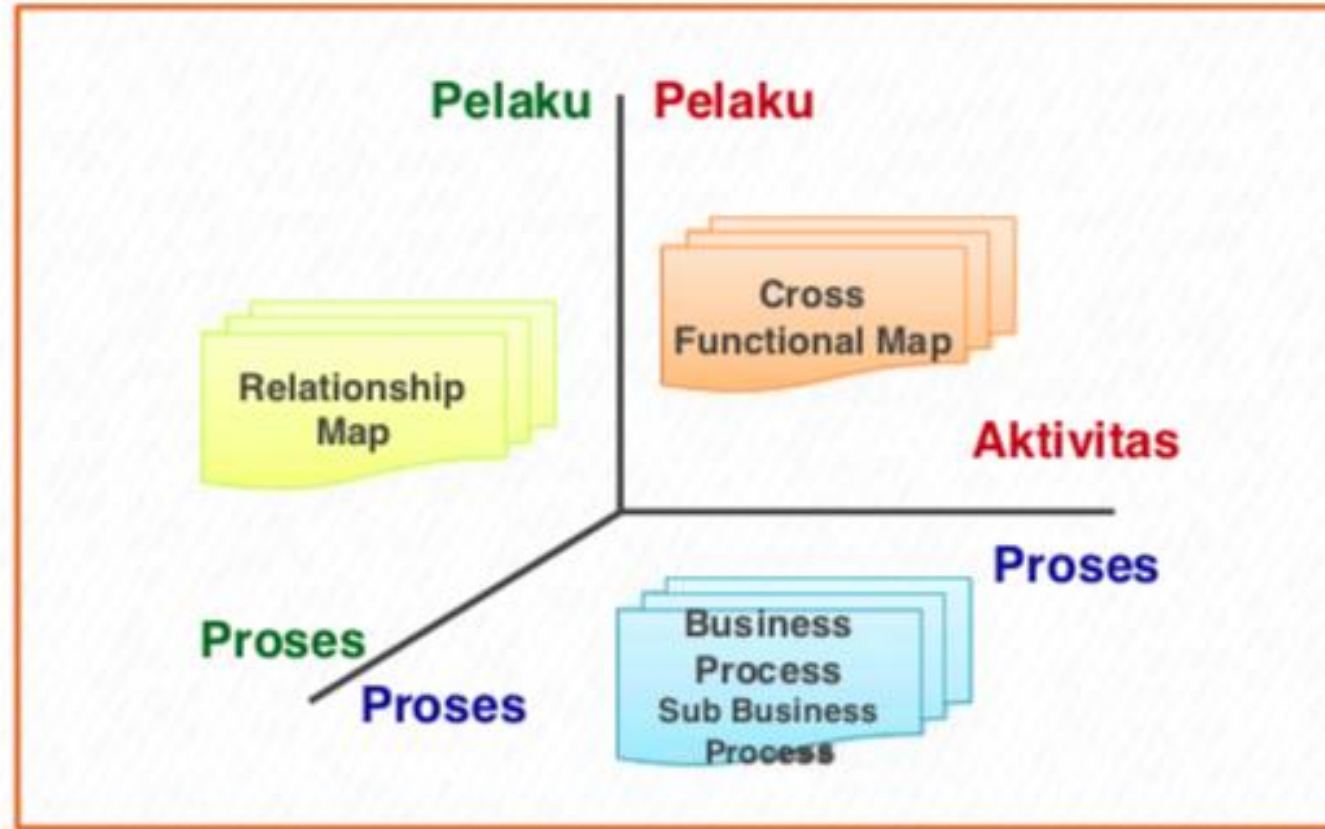 Pelaku
Pelaku
Cross
Functional Map
Relationship
Map
Aktivitas
Proses
Proses
Proses
Business
Process
Sub Business
Process